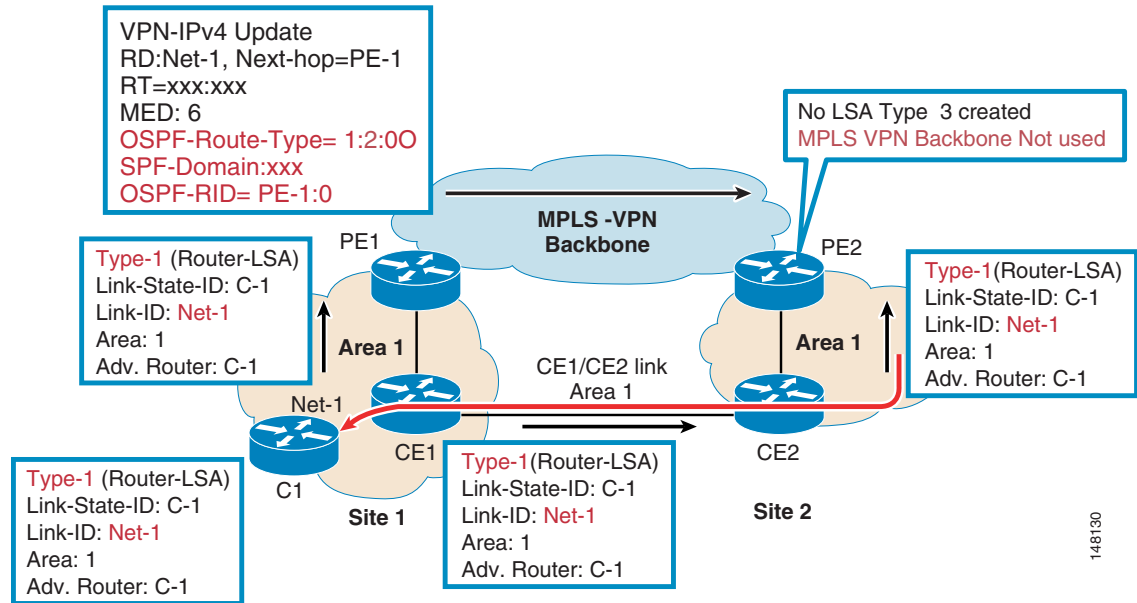 VPN-IPv4 Update
RD:Net-1, Next-hop=PE-1
RT=xxx:xxx
MED: 6
OSPF-Route-Type= 1:2:0O
SPF-Domain:xxx
OSPF-RID= PE-1:0
No LSA Type 3 created
MPLS VPN Backbone Not used
MPLS -VPN
Backbone
PE1
PE2
Type-1 (Router-LSA)
Link-State-ID: C-1
Link-ID: Net-1
Area: 1
Adv. Router: C-1
Area 1
Area 1
Type-1(Router-LSA)
Link-State-ID: C-1
Link-ID: Net-1
Area: 1
Adv. Router: C-1
CE1/CE2 link
Area 1
Net-1
CE1
CE2
C1
Site 1
Site 2
Type-1 (Router-LSA)
Link-State-ID: C-1
Link-ID: Net-1
Area: 1
Adv. Router: C-1
Type-1(Router-LSA)
Link-State-ID: C-1
Link-ID: Net-1
Area: 1
Adv. Router: C-1
148130